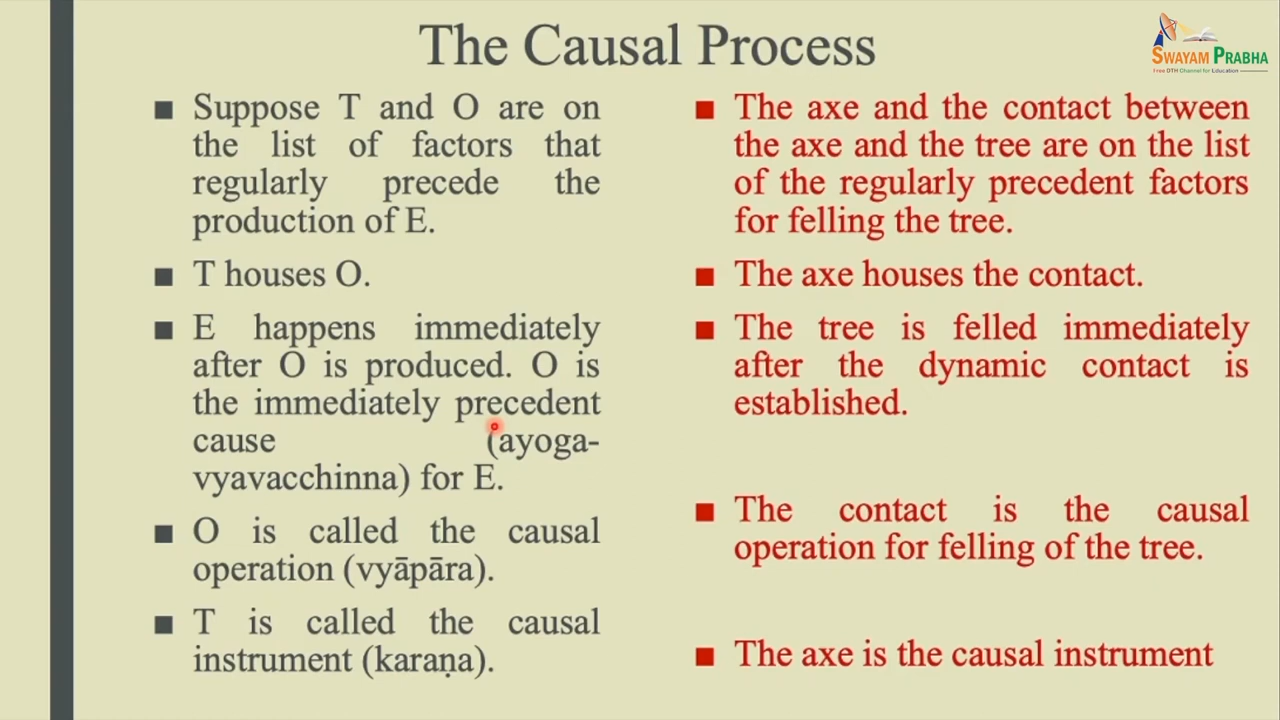 The Causal Process
SWAYAM PRABHA
Free DTH Channel for Education
■ Suppose T and O are on
the list of factors that
regularly precede the
production of E.
■ T houses O.
■ E happens immediately
after O is produced. O is
the immediately precedent
cause (ayoga-
vyavacchinna) for E.
■ O is called the causal
operation (vyāpāra).
■ T is called the causal
instrument (karaṇa).
■ The axe and the contact between
the axe and the tree are on the list
of the regularly precedent factors
for felling the tree.
■ The axe houses the contact.
■ The tree is felled immediately
after the dynamic contact is
established.
■ The contact is the causal
operation for felling of the tree.
■ The axe is the causal instrument